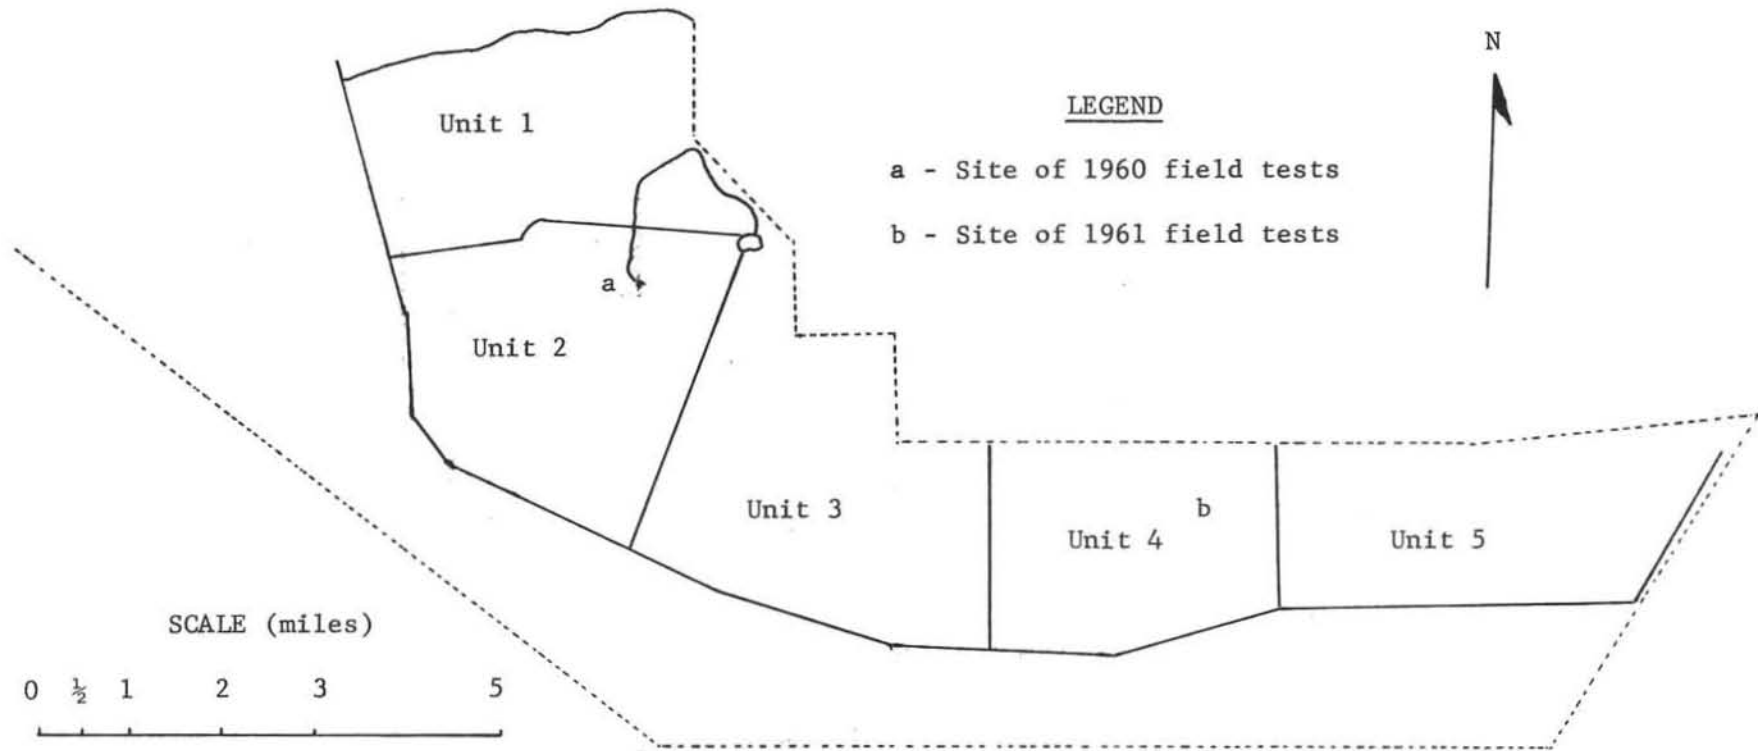 N
LEGEND
Unit 1
a - Site of 1960 field tests
b - Site of 1961 field tests
a
Unit 2
Unit 3
b
Unit 4
Unit 5
SCALE (miles)
0 ½ 1 2 3 5